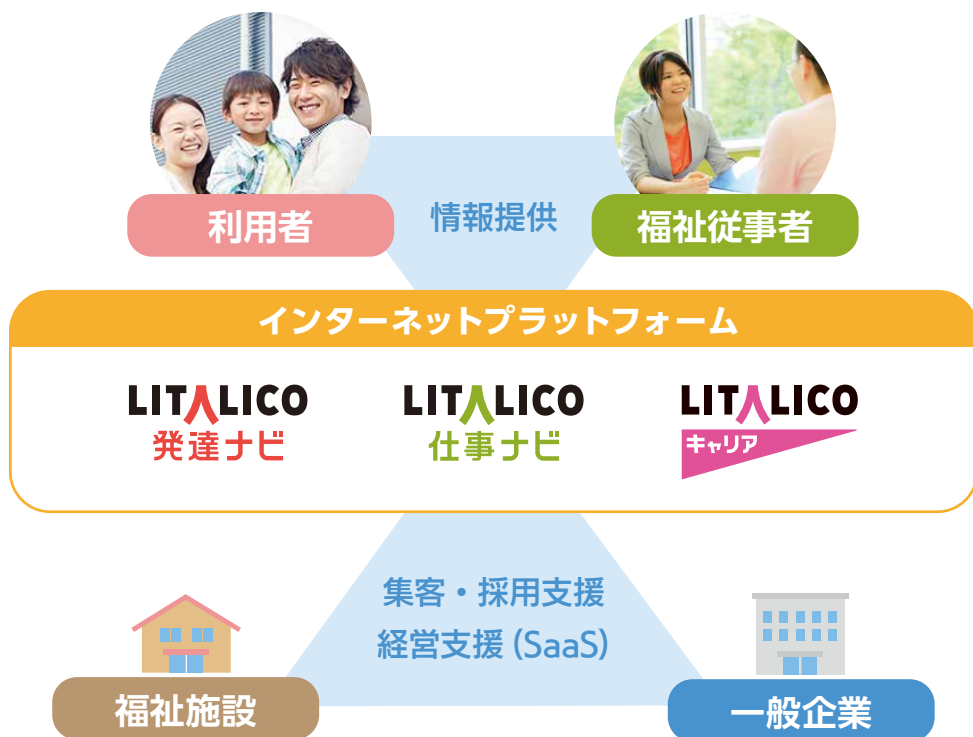 利用者
情報提供
福祉従事者
インターネットプラットフォーム
LITALICO
発達ナビ
LITALICO
仕事ナビ
LITALICO
キャリア
集客・採用支援
経営支援 (SaaS)
福祉施設
一般企業